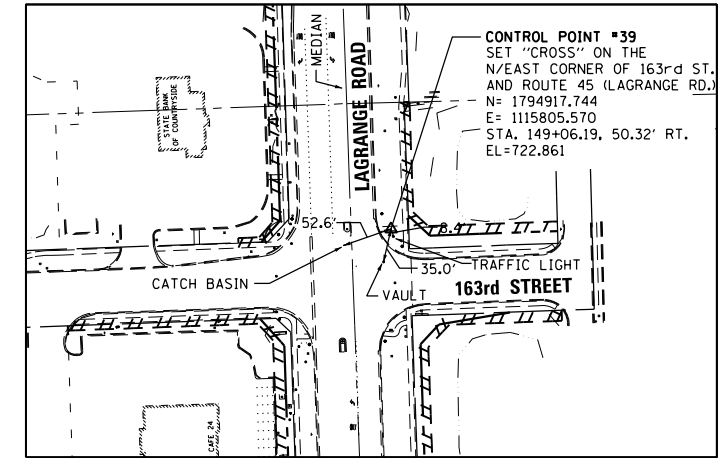 CONTROL POINT #39
SET "CROSS" ON THE
N/EAST CORNER OF 163rd ST.
AND ROUTE 45 (LAGRANGE RD.)
N= 1794917.744
E= 1115805.570
STA. 149+06.19, 50.32' RT.
EL=722.861
MEDIAN
LAGRANGE ROAD
STATE BANK
OF COUNTRYSIDE
52.6'
8.4'
35.0'
TRAFFIC LIGHT
CATCH BASIN
VAULT
163rd STREET
CAFE 24